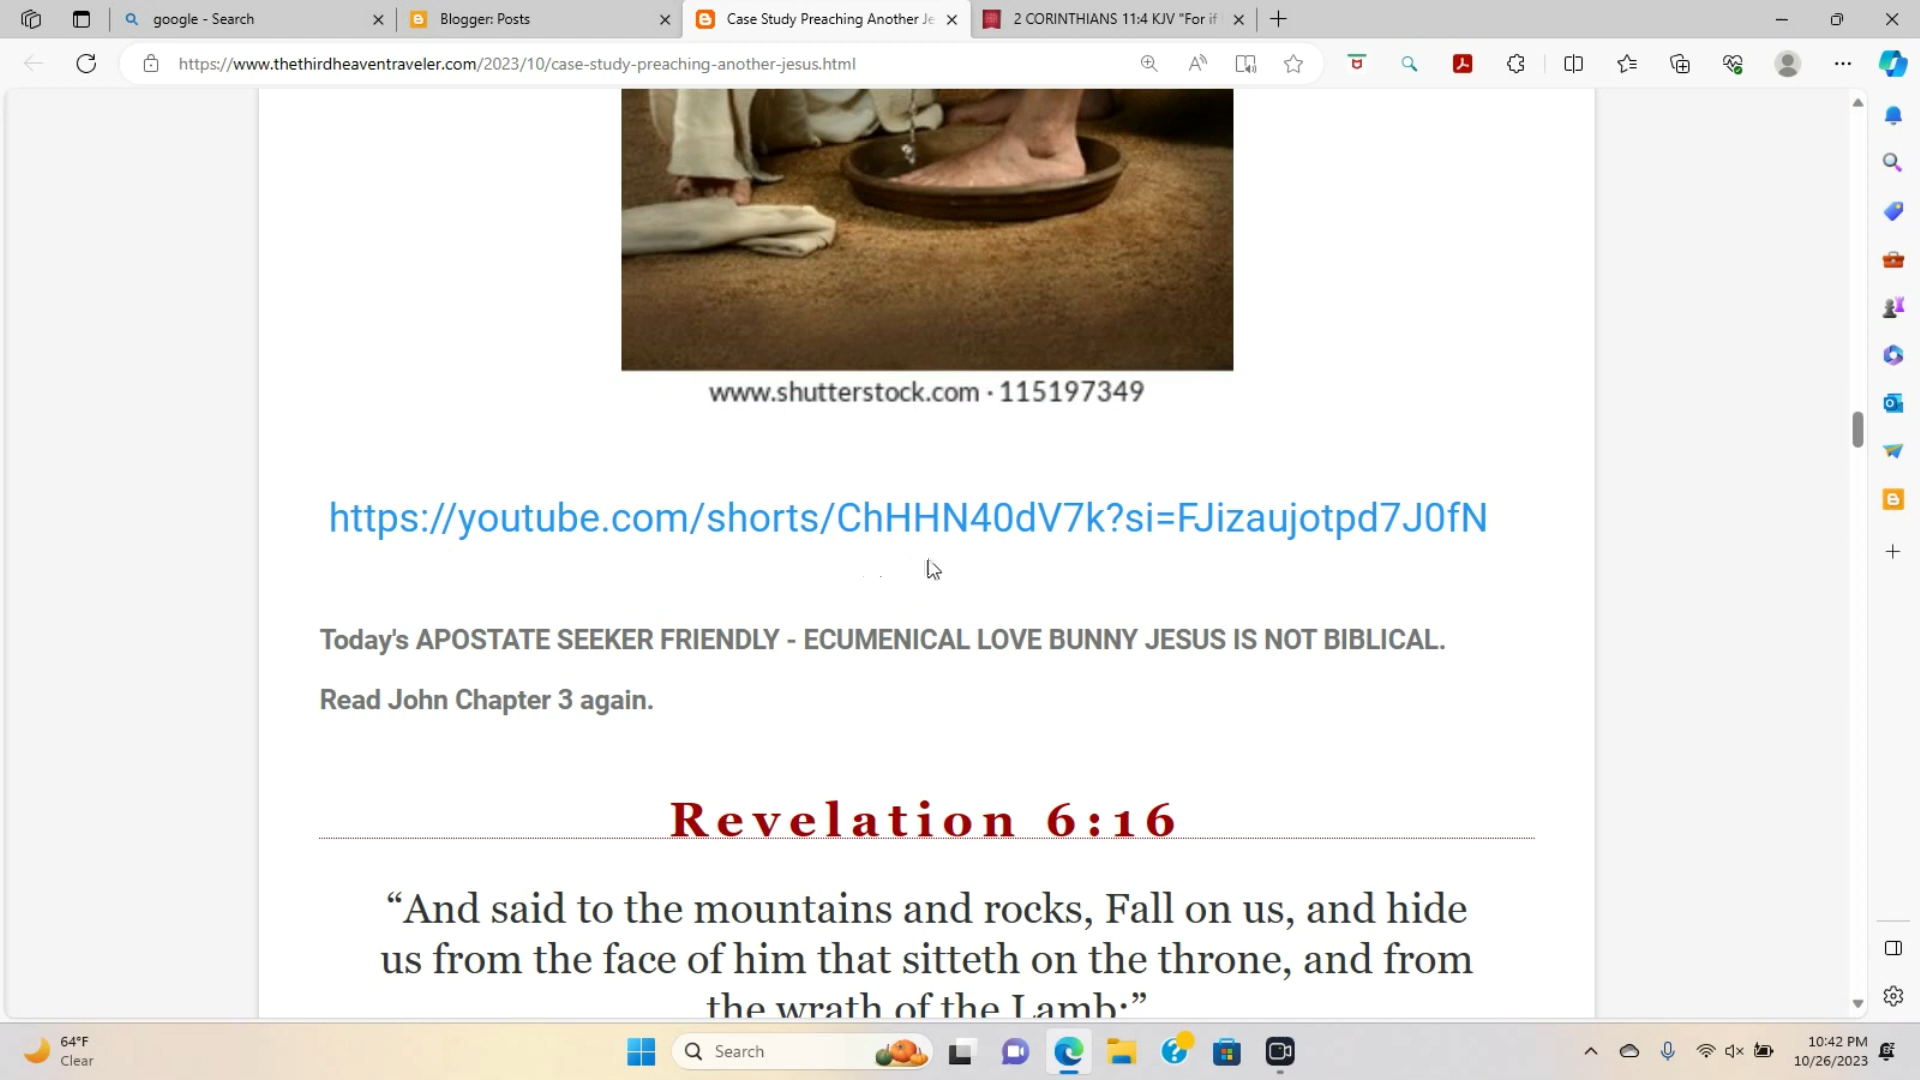 google - Search
Blogger: Posts
Case Study Preaching Another Je
2 CORINTHIANS 11:4 KJV "For if
https://www.thethirdheaventraveler.com/2023/10/case-study-preaching-another-jesus.html
www.shutterstock.com · 115197349
https://youtube.com/shorts/ChHHN40dV7k?si=FJizaujotpd7J0fN
Today's APOSTATE SEEKER FRIENDLY - ECUMENICAL LOVE BUNNY JESUS IS NOT BIBLICAL.
Read John Chapter 3 again.
Revelation 6:16
“And said to the mountains and rocks, Fall on us, and hide
us from the face of him that sitteth on the throne, and from
the wrath of the Lamb:”
64°F
Clear
Search
10:42 PM
10/26/2023